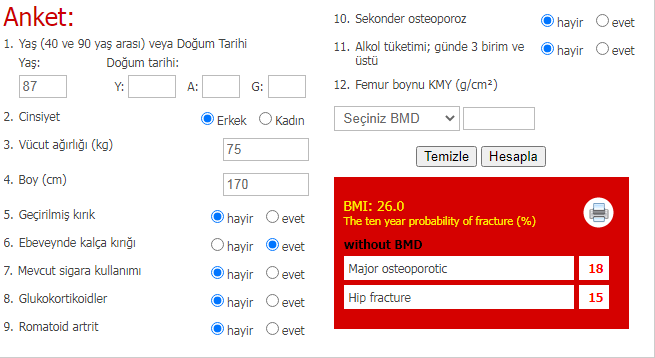 Anket:
1. Yaş (40 ve 90 yaş arası) veya Doğum Tarihi
Yaş: Doğum tarihi:
87 Y: A: G:
2. Cinsiyet Erkek Kadın
3. Vücut ağırlığı (kg) 75
4. Boy (cm) 170
5. Geçirilmiş kırık hayir evet
6. Ebeveynde kalça kırığı hayir evet
7. Mevcut sigara kullanımı hayir evet
8. Glukokortikoidler hayir evet
9. Romatoid artrit hayir evet
10. Sekonder osteoporoz hayir evet
11. Alkol tüketimi; günde 3 birim ve üstü hayir evet
12. Femur boynu KMY (g/cm²)
Seçiniz BMD
Temizle Hesapla
BMI: 26.0
The ten year probability of fracture (%)
without BMD
Major osteoporotic 18
Hip fracture 15